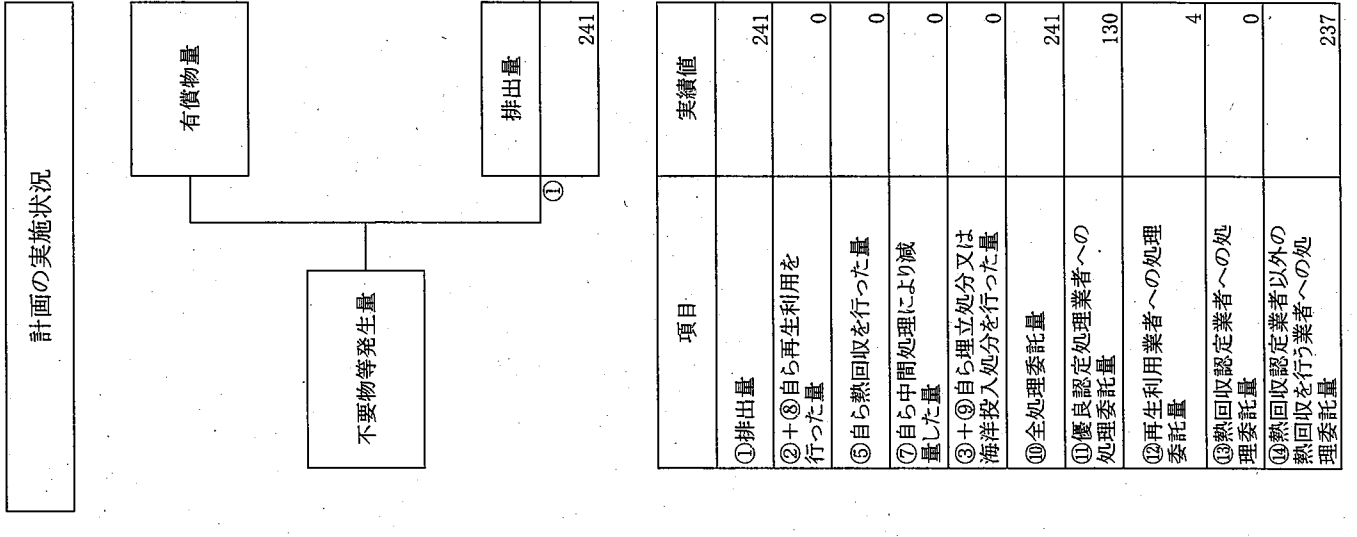 計画の実施状況
不要物等発生量
有償物量
①
排出量
241
項目
実績値
①排出量
241
②+⑧自ら再生利用を
行った量
0
⑤自ら熱回収を行った量
0
⑦自ら中間処理により減
量した量
0
③+⑨自ら埋立処分又は
海洋投入処分を行った量
0
⑩全処理委託量
241
⑪優良認定処理業者への
処理委託量
130
⑫再生利用業者への処理
委託量
4
⑬熱回収認定業者への処
理委託量
0
⑭熱回収認定業者以外の
熱回収を行う業者への処
理委託量
237